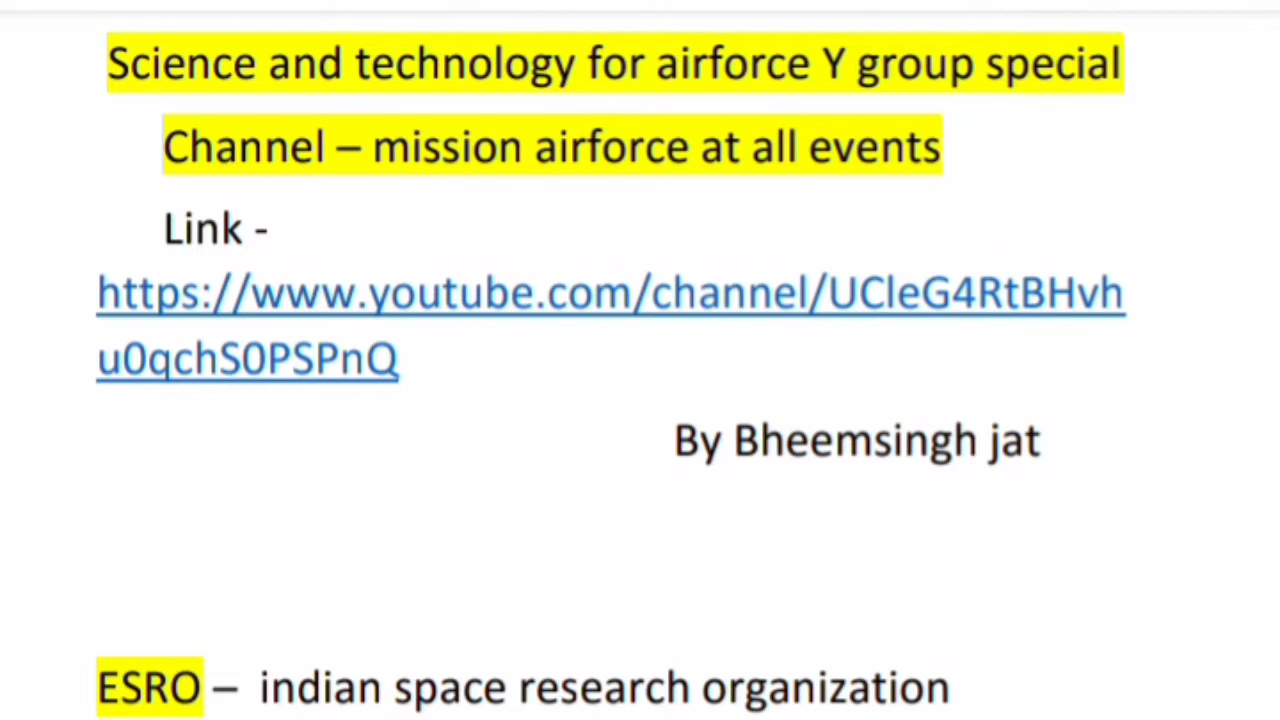 Science and technology for airforce Y group special
Channel – mission airforce at all events
Link -
https://www.youtube.com/channel/UCleG4RtBHvh
u0qchS0PSPnQ
By Bheemsingh jat
ESRO – indian space research organization